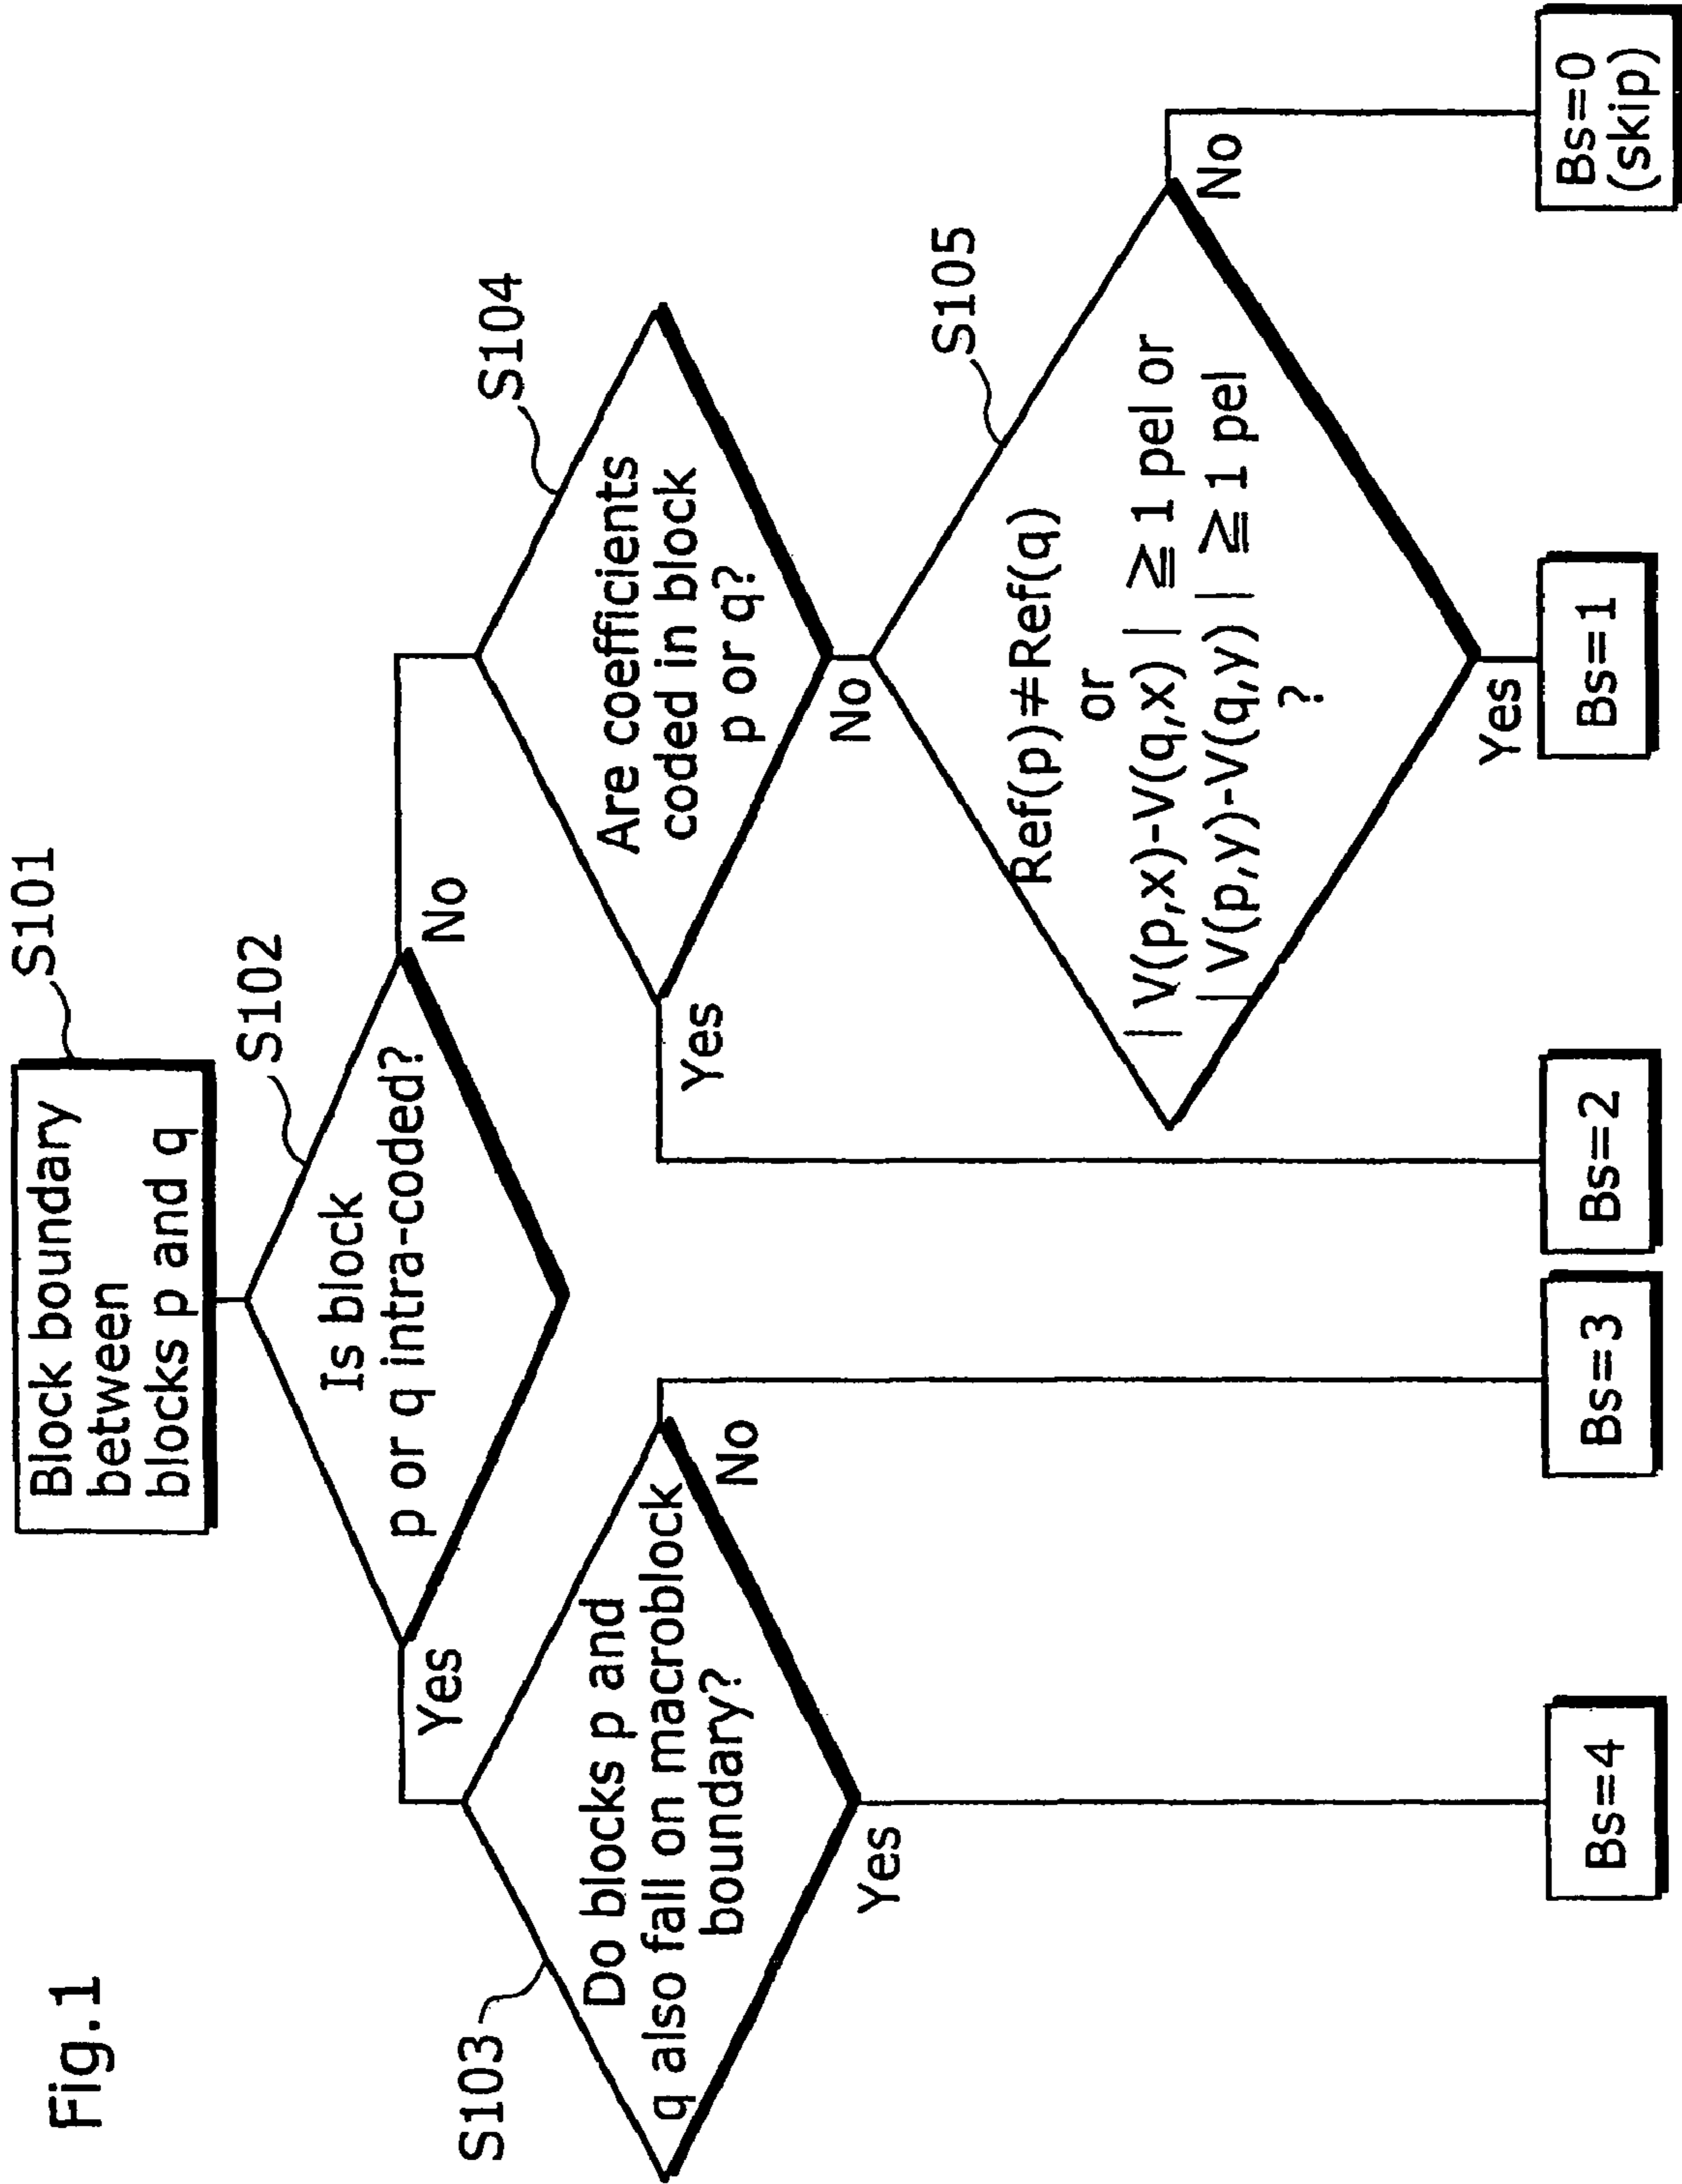 Fig.1
Block boundary
between
blocks p and q
S101
Is block
p or q intra-coded?
S102
Yes
No
Do blocks p and
q also fall on macroblock
boundary?
S103
Yes
No
Are coefficients
coded in block
p or q?
S104
Yes
No
Ref(p)≠Ref(q)
or
|V(p,x)-V(q,x)| ≧ 1 pel or
|V(p,y)-V(q,y)| ≧ 1 pel
?
S105
No
Yes
Bs=4
Bs=3
Bs=2
Bs=1
Bs=0
(skip)